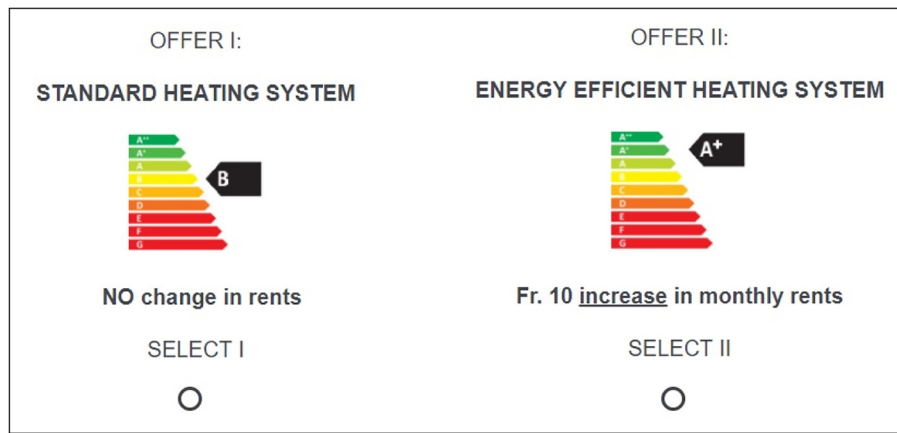 OFFER I:
STANDARD HEATING SYSTEM
A++
A+
A
B
C
D
E
F
G
B
NO change in rents
SELECT I
OFFER II:
ENERGY EFFICIENT HEATING SYSTEM
A++
A+
A
B
C
D
E
F
G
A+
Fr. 10 increase in monthly rents
SELECT II